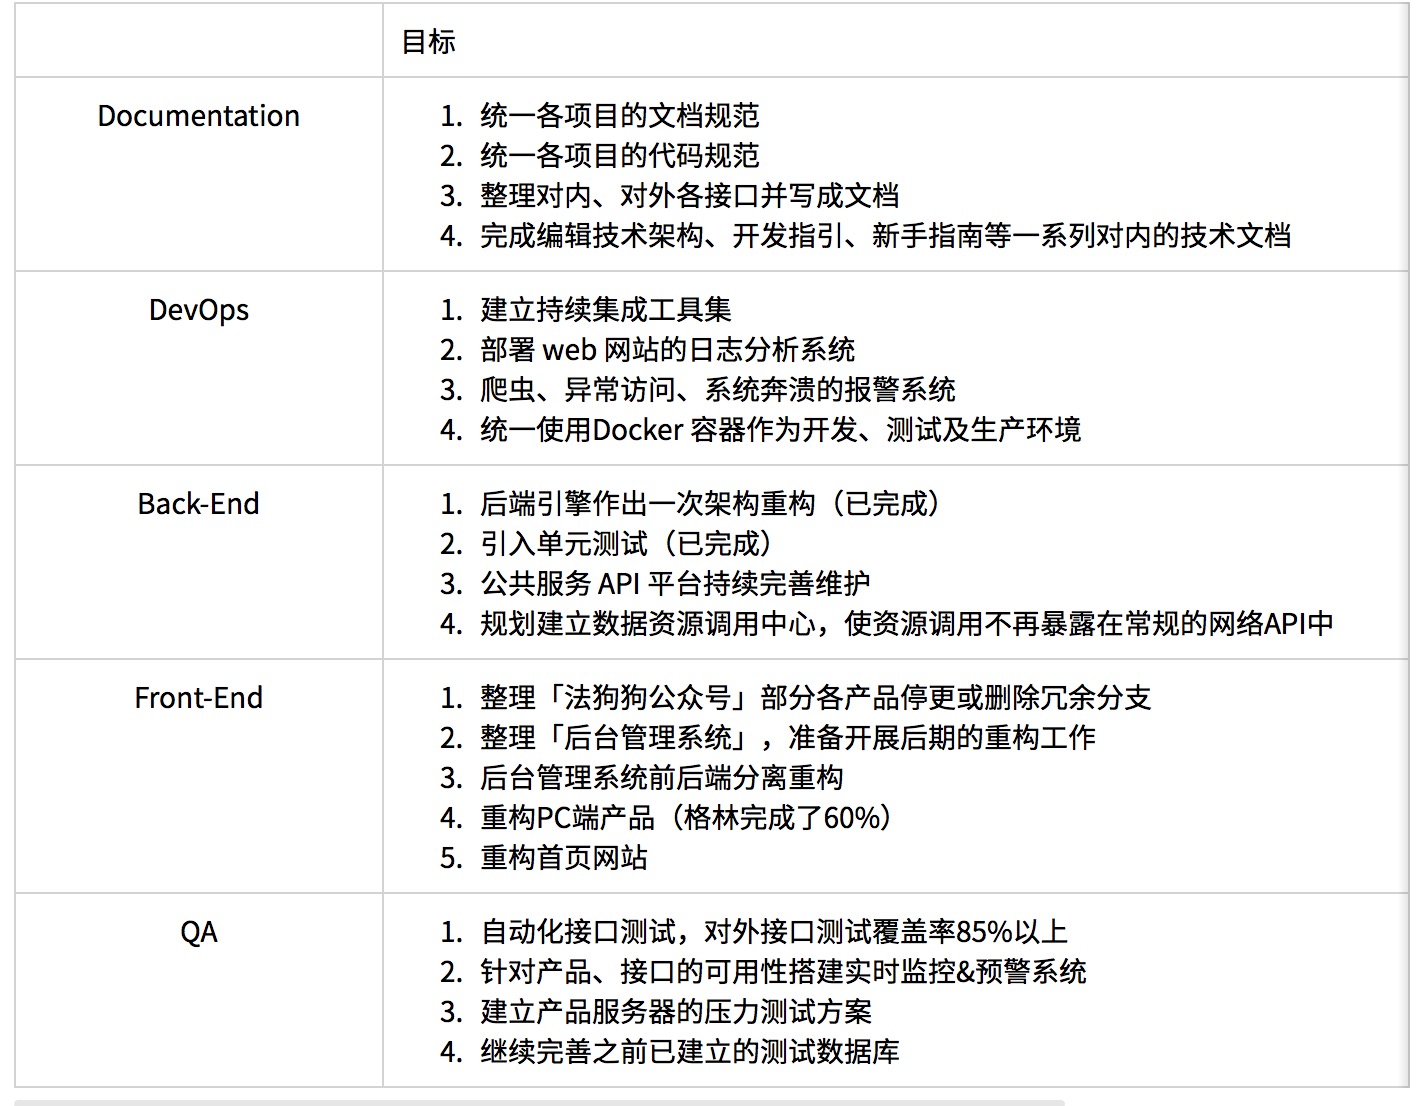 目标
Documentation
1. 统一各项目的文档规范
2. 统一各项目的代码规范
3. 整理对内、对外各接口并写成文档
4. 完成编辑技术架构、开发指引、新手指南等一系列对内的技术文档
DevOps
1. 建立持续集成工具集
2. 部署 web 网站的日志分析系统
3. 爬虫、异常访问、系统奔溃的报警系统
4. 统一使用Docker 容器作为开发、测试及生产环境
Back-End
1. 后端引擎作出一次架构重构（已完成）
2. 引入单元测试（已完成）
3. 公共服务 API 平台持续完善维护
4. 规划建立数据资源调用中心，使资源调用不再暴露在常规的网络API中
Front-End
1. 整理「法狗狗公众号」部分各产品停更或删除冗余分支
2. 整理「后台管理系统」，准备开展后期的重构工作
3. 后台管理系统前后端分离重构
4. 重构PC端产品（格林完成了60%）
5. 重构首页网站
QA
1. 自动化接口测试，对外接口测试覆盖率85%以上
2. 针对产品、接口的可用性搭建实时监控&预警系统
3. 建立产品服务器的压力测试方案
4. 继续完善之前已建立的测试数据库